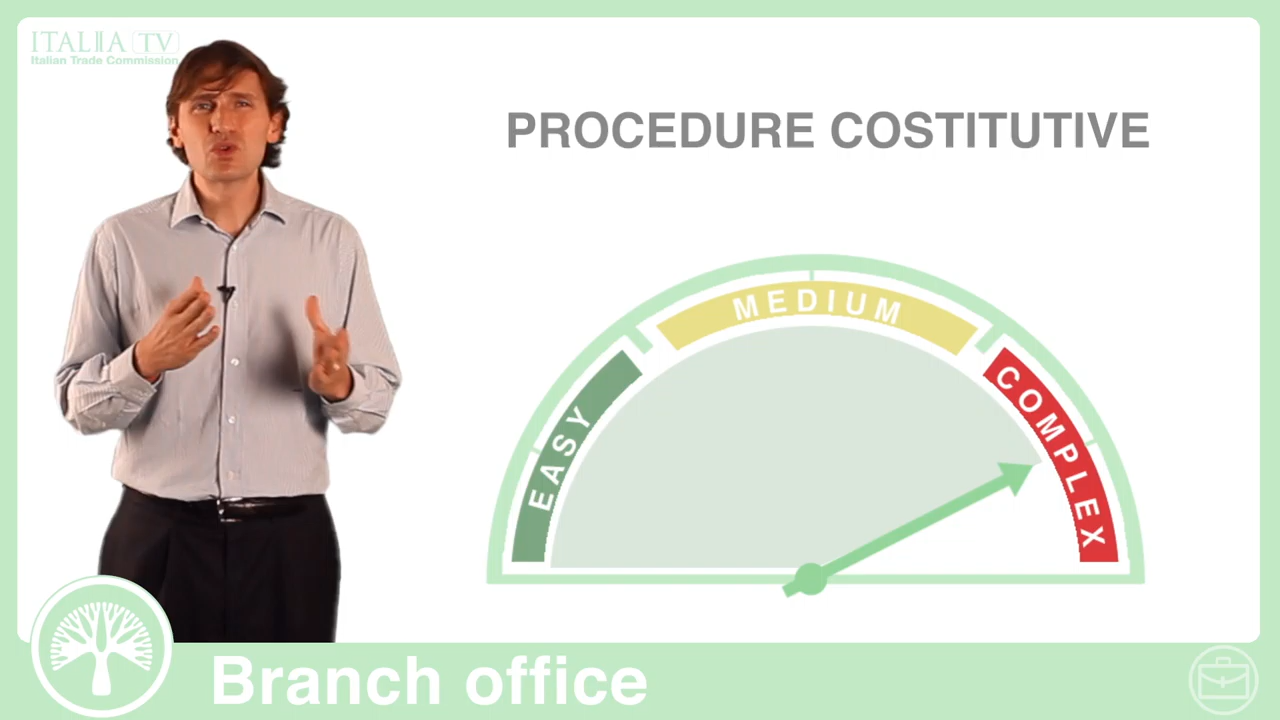 ITALIA TV
Italian Trade Commission
PROCEDURE COSTITUTIVE
EASY
MEDIUM
COMPLEX
Branch office